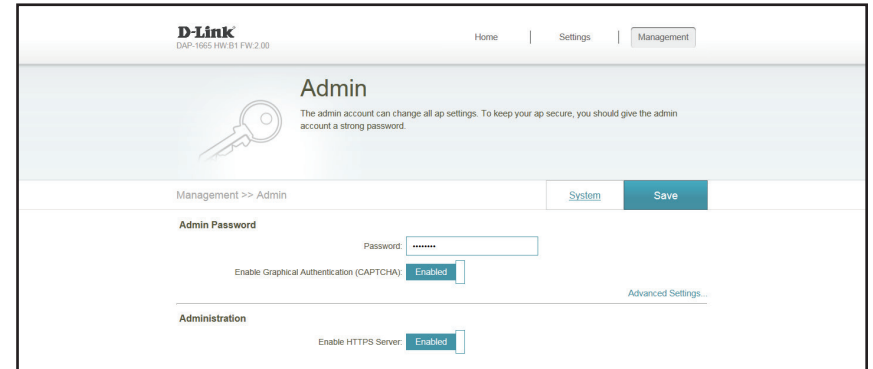 D-Link
DAP-1665 HW:B1 FW:2.00
Home | Settings | Management
Admin
The admin account can change all ap settings. To keep your ap secure, you should give the admin
account a strong password.
Management >> Admin
System
Save
Admin Password
Password: ••••••••
Enable Graphical Authentication (CAPTCHA): Enabled
Advanced Settings...
Administration
Enable HTTPS Server: Enabled